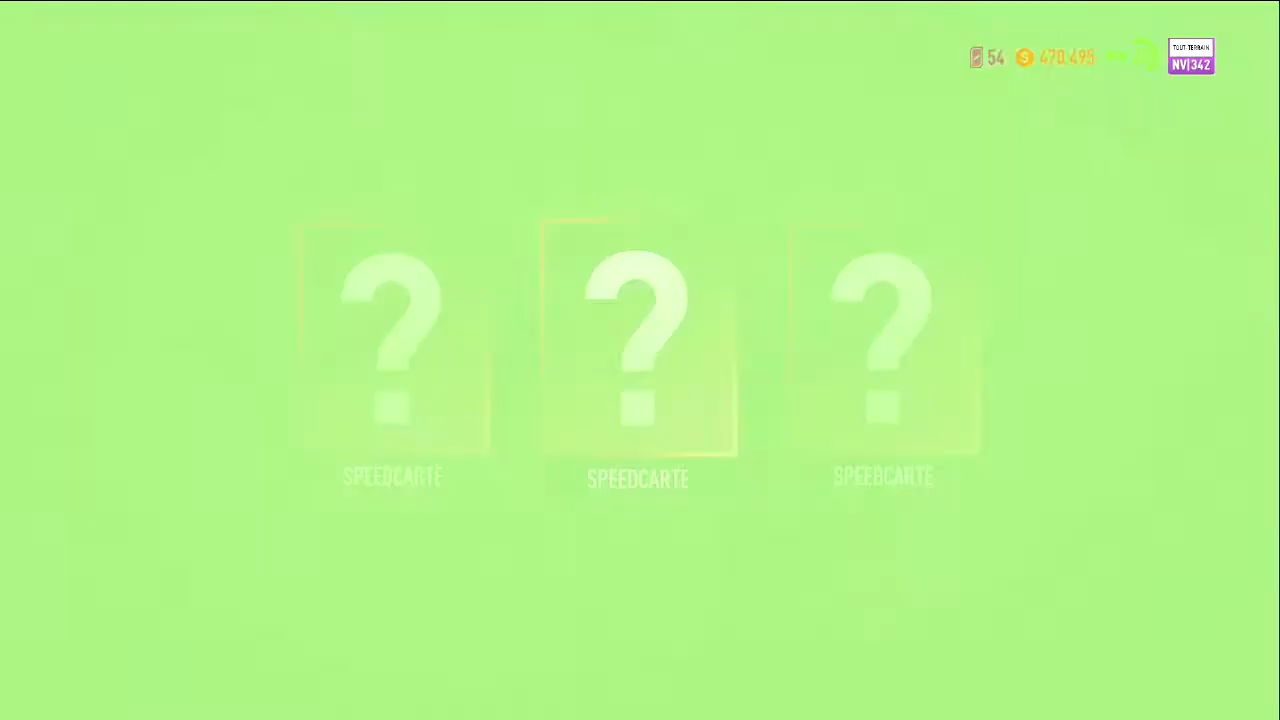 54 470,495
TOUT-TERRAIN
NV|342
? ? ?
SPEEDCARTE SPEEDCARTE SPEEDCARTE